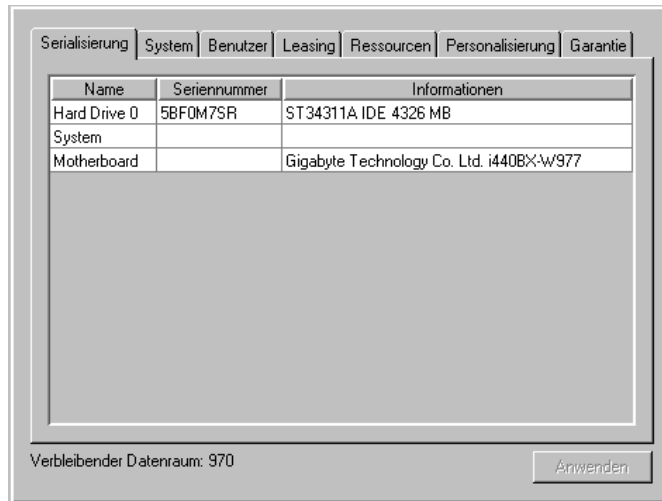 Serialisierung System Benutzer Leasing Ressourcen Personalisierung Garantie
Name Seriennummer Informationen
Hard Drive 0 5BF0M7SR ST34311A IDE 4326 MB
System
Motherboard Gigabyte Technology Co. Ltd. i440BX-W977
Verbleibender Datenraum: 970 Anwenden